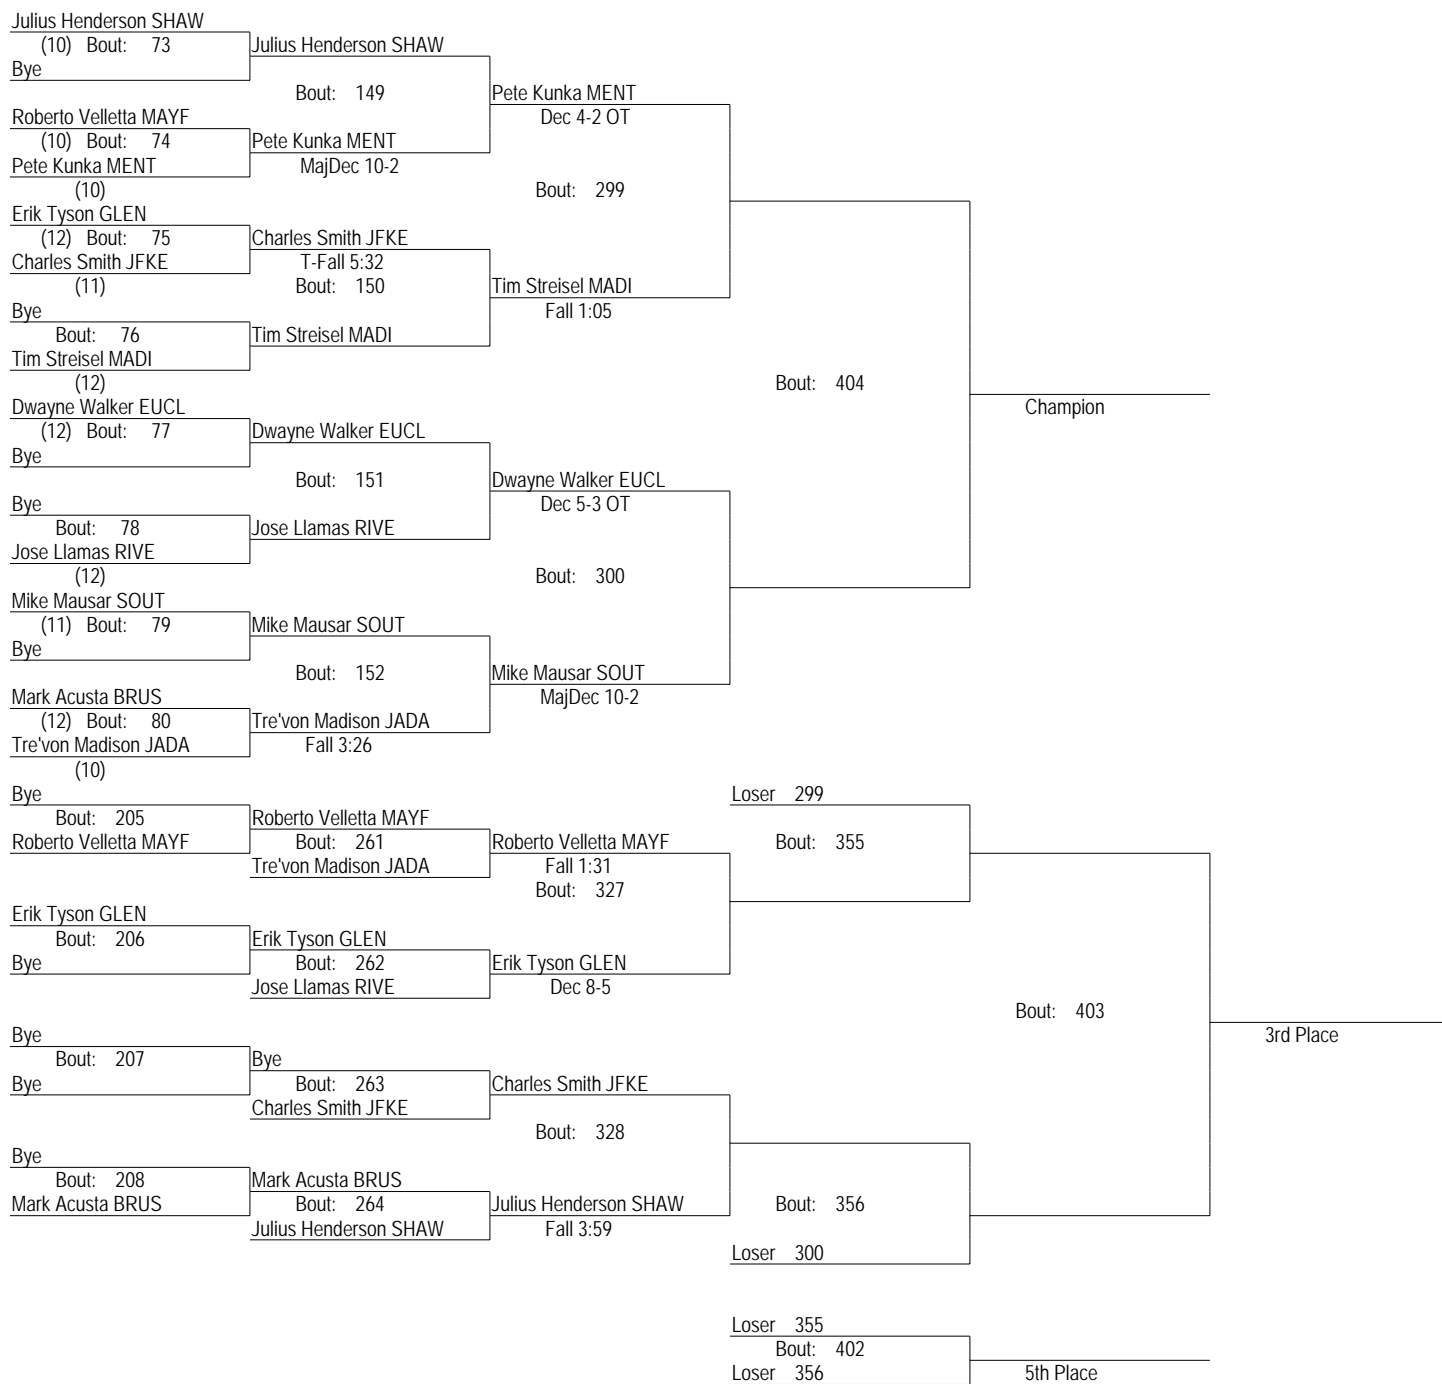 Julius Henderson SHAW
(10) Bout: 73
Julius Henderson SHAW
Bye
Bout: 149
Pete Kunka MENT
Roberto Velletta MAYF
Dec 4-2 OT
(10) Bout: 74
Pete Kunka MENT
Pete Kunka MENT
MajDec 10-2
(10)
Bout: 299
Erik Tyson GLEN
(12) Bout: 75
Charles Smith JFKE
Charles Smith JFKE
T-Fall 5:32
(11)
Bout: 150
Tim Streisel MADI
Bye
Fall 1:05
Bout: 76
Tim Streisel MADI
Tim Streisel MADI
(12)
Bout: 404
Dwayne Walker EUCL
Champion
(12) Bout: 77
Dwayne Walker EUCL
Bye
Bout: 151
Dwayne Walker EUCL
Bye
Dec 5-3 OT
Bout: 78
Jose Llamas RIVE
Jose Llamas RIVE
(12)
Bout: 300
Mike Mausar SOUT
(11) Bout: 79
Mike Mausar SOUT
Bye
Bout: 152
Mike Mausar SOUT
Mark Acusta BRUS
MajDec 10-2
(12) Bout: 80
Tre'von Madison JADA
Tre'von Madison JADA
Fall 3:26
(10)
Bye
Loser 299
Bout: 205
Roberto Velletta MAYF
Roberto Velletta MAYF
Bout: 261
Roberto Velletta MAYF
Bout: 355
Tre'von Madison JADA
Fall 1:31
Bout: 327
Erik Tyson GLEN
Bout: 206
Erik Tyson GLEN
Bye
Bout: 262
Erik Tyson GLEN
Jose Llamas RIVE
Dec 8-5
Bout: 403
Bye
3rd Place
Bout: 207
Bye
Bye
Bout: 263
Charles Smith JFKE
Charles Smith JFKE
Bout: 328
Bye
Bout: 208
Mark Acusta BRUS
Mark Acusta BRUS
Bout: 264
Julius Henderson SHAW
Bout: 356
Julius Henderson SHAW
Fall 3:59
Loser 300
Loser 355
Bout: 402
Loser 356
5th Place